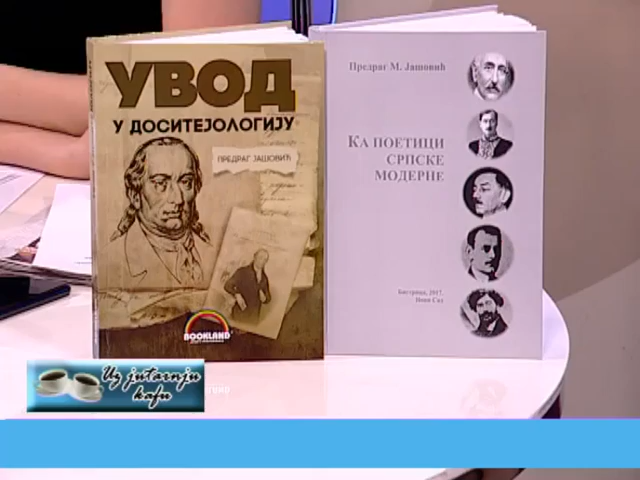 УВОД
У ДОСИТЕЈОЛОГИЈУ
ПРЕДРАГ ЈАШОВИЋ
BOOKLAND
Предраг М. Јашовић
КА ПОЕТИЦИ
СРПСКЕ
МОДЕРНЕ
Бистрица, 2017,
Нови Сад
Uz jutarnju
kafu